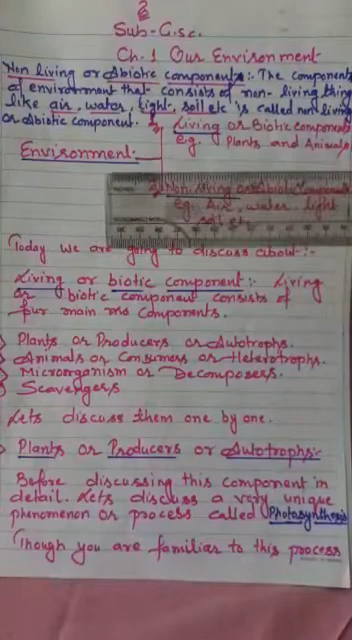 2
Sub- G.Sc.
Ch. 1 Our Environment
Non Living or Abiotic components:- The components
of environment that consists of non-living thing
like air, water, light, soil etc is called non living
or abiotic component.
1. Living or Biotic Components
e.g. Plants and Animals
Environment:-
2. Non-living or Abiotic Components
Eg. Air, water, light
soil etc
Today we are going to discuss about:-
Living or biotic component:- Living
or biotic component consists of
four main components.
Plants or Producers or Autotrophs.
Animals or Consumers or Heterotrophs.
Microorganism or Decomposers.
Scavengers
Lets discuss them one by one.
Plants or Producers or Autotrophs:-
Before discussing this component in
detail. Lets discuss a very unique
phenomenon or process called Photosynthesis
Though you are familiar to this process